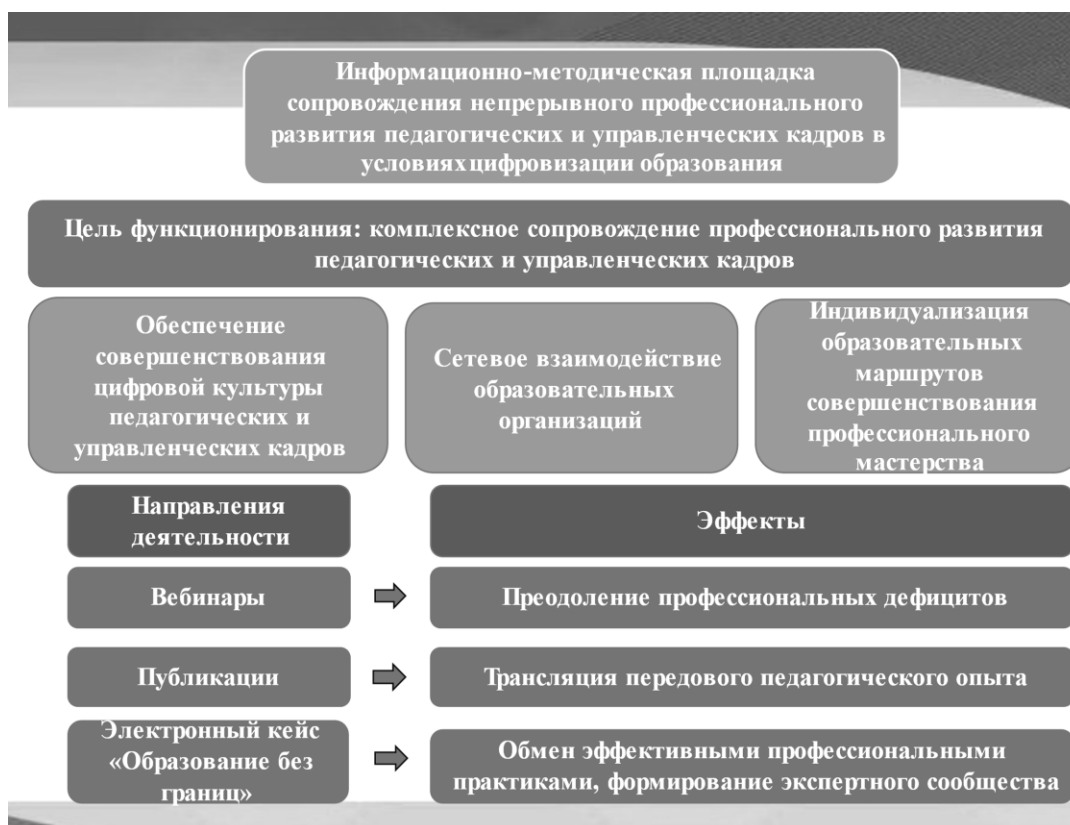 Информационно-методическая площадка
сопровождения непрерывного профессионального
развития педагогических и управленческих кадров в
условиях цифровизации образования
Цель функционирования: комплексное сопровождение профессионального развития
педагогических и управленческих кадров
Обеспечение
совершенствования
цифровой культуры
педагогических и
управленческих кадров
Сетевое взаимодействие
образовательных
организаций
Индивидуализация
образовательных
маршрутов
совершенствования
профессионального
мастерства
Направления
деятельности
Эффекты
Вебинары
Преодоление профессиональных дефицитов
Публикации
Трансляция передового педагогического опыта
Электронный кейс
«Образование без
границ»
Обмен эффективными профессиональными
практиками, формирование экспертного сообщества